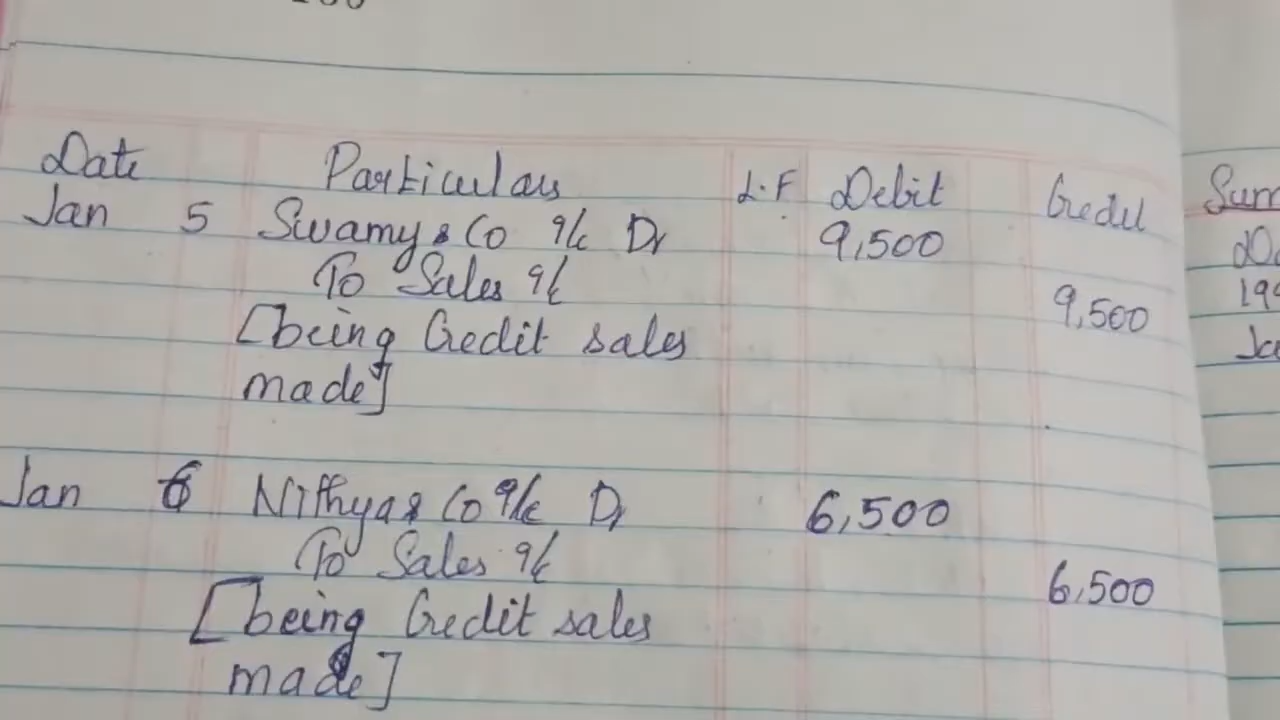 Date Particulars L.F Debit Credit
Jan 5 Swamy & Co a/c Dr 9,500
To Sales a/c
9,500
[being Credit sales
made]
Jan 6 Nithya & Co a/c Dr 6,500
To Sales a/c
6,500
[being Credit sales
made]